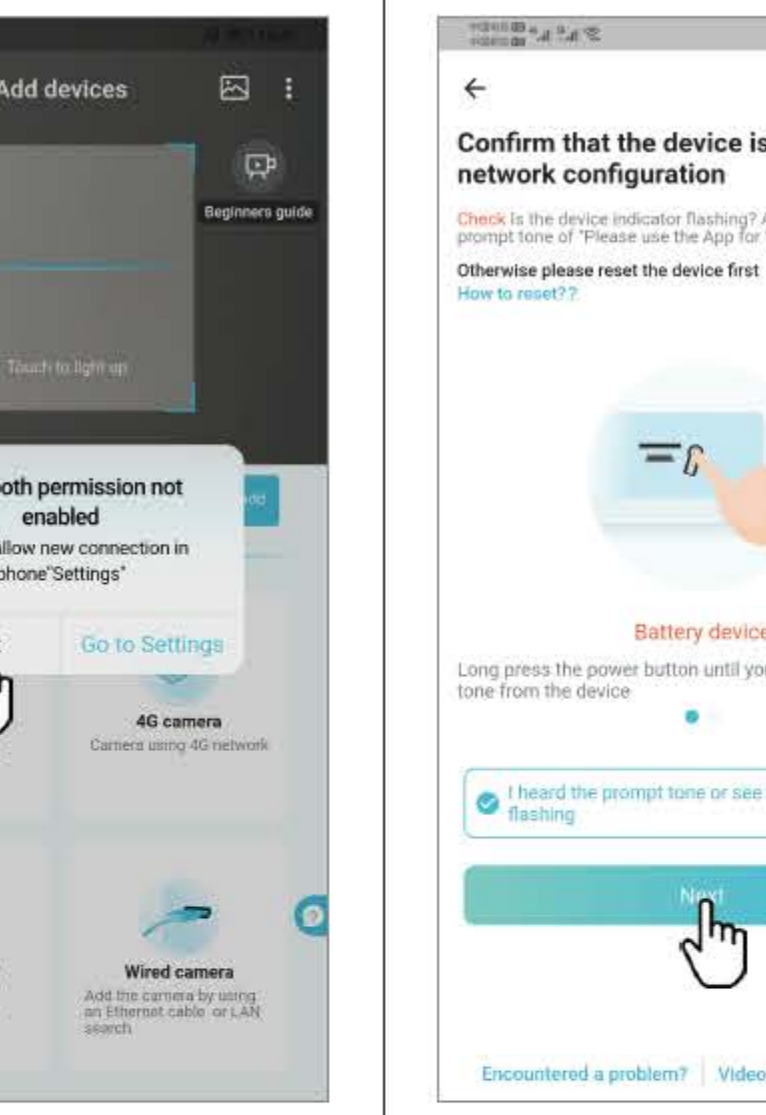 Add devices
Beginners guide
Touch to light up
ooth permission not
enabled
llow new connection in
phone"Settings"
Go to Settings
4G camera
Camera using 4G network
Wired camera
Add the camera by using
an Ethernet cable or LAN
search
Confirm that the device is
network configuration
Check Is the device indicator flashing?
prompt tone of "Please use the App for
Otherwise please reset the device first
How to reset??
Battery device
Long press the power button until yo
tone from the device
I heard the prompt tone or see
flashing
Next
Encountered a problem?
Video